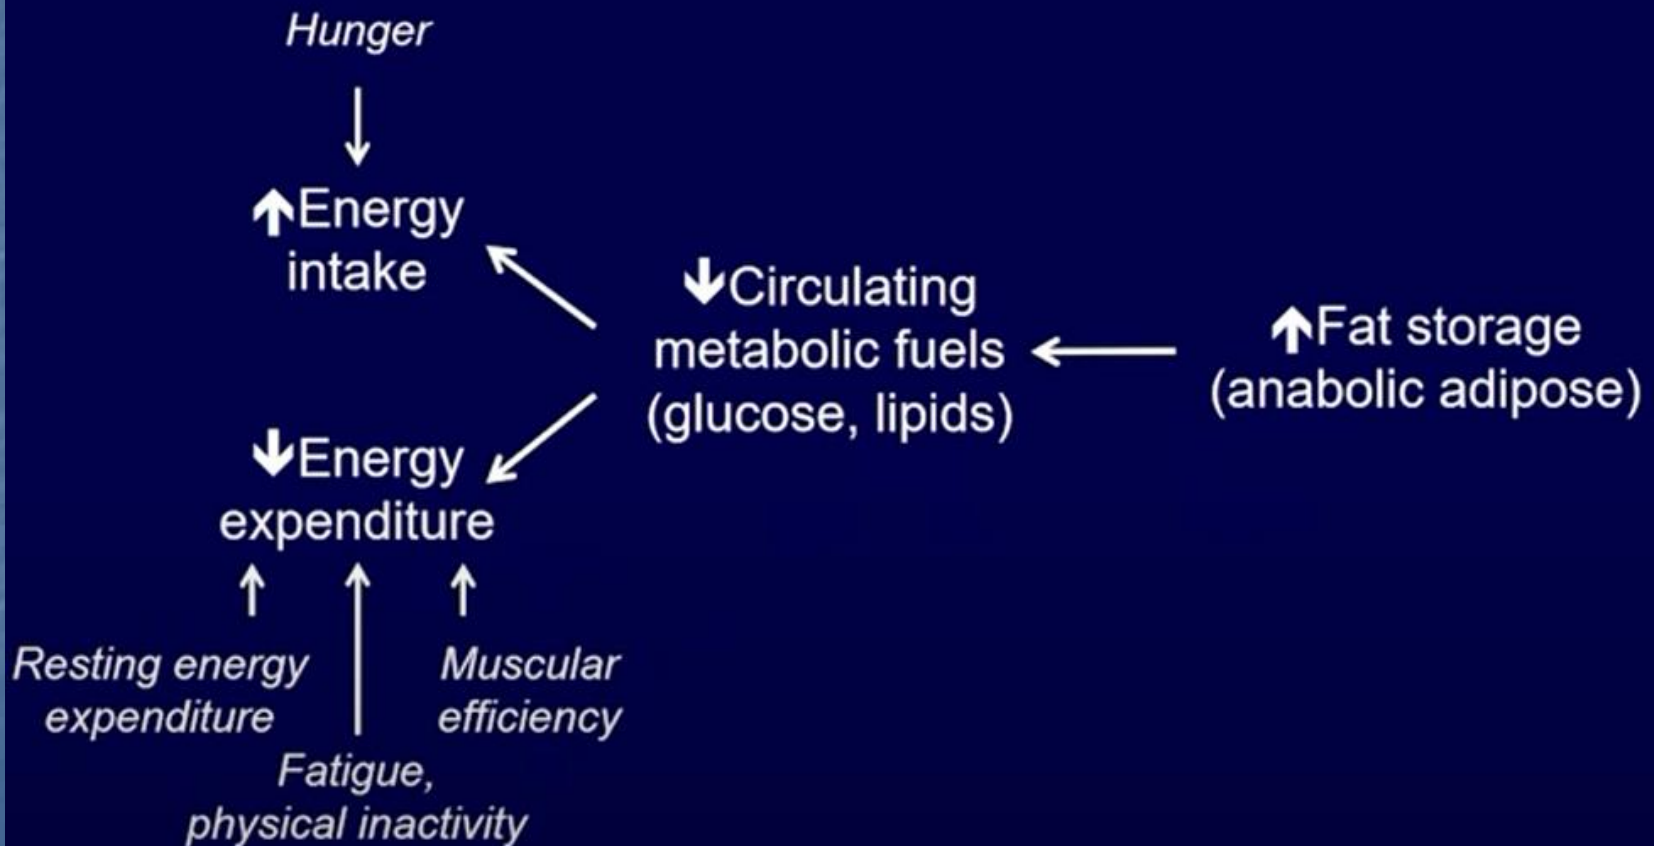 Hunger
↑Energy
intake
↓Circulating
metabolic fuels
(glucose, lipids)
↑Fat storage
(anabolic adipose)
↓Energy
expenditure
Resting energy
expenditure
Muscular
efficiency
Fatigue,
physical inactivity